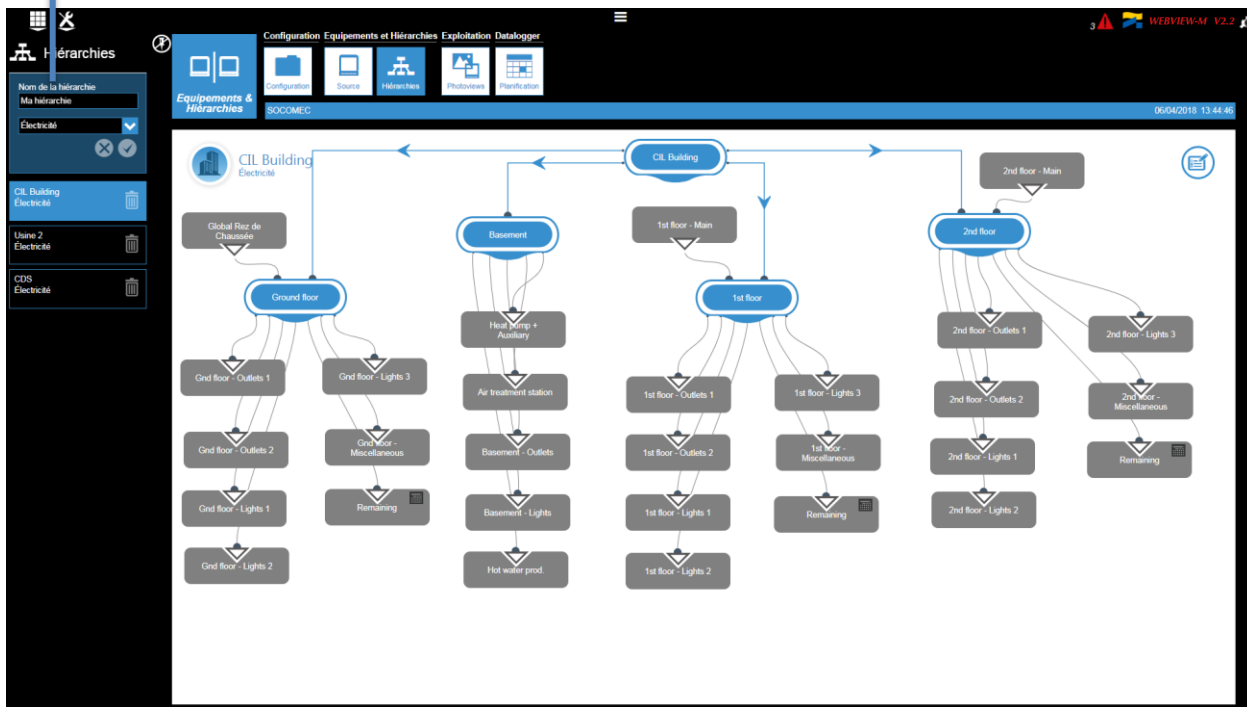 3
WEBVIEW-M V2.2
Hiérarchies
Configuration
Equipements et Hiérarchies
Exploitation
Datalogger
Configuration
Source
Hiérarchies
Photoviews
Planification
Equipements &
Hiérarchies
SOCOMEC
06/04/2018 13:44:46
Nom de la hiérarchie
Ma hiérarchie
Électricité
CIL Building
Électricité
Usine 2
Électricité
CDS
Électricité
CIL Building
Électricité
CIL Building
2nd floor - Main
Global Rez de
Chaussée
Basement
1st floor - Main
2nd floor
Ground floor
1st floor
Gnd floor - Outlets 1
Gnd floor - Lights 3
Gnd floor - Outlets 2
Gnd floor -
Miscellaneous
Gnd floor - Lights 1
Remaining
Gnd floor - Lights 2
Heat pump +
Auxiliary
Air treatment station
Basement - Outlets
Basement - Lights
Hot water prod.
1st floor - Outlets 1
1st floor - Lights 3
1st floor - Outlets 2
1st floor -
Miscellaneous
1st floor - Lights 1
Remaining
1st floor - Lights 2
2nd floor - Outlets 1
2nd floor - Lights 3
2nd floor - Outlets 2
2nd floor -
Miscellaneous
2nd floor - Lights 1
Remaining
2nd floor - Lights 2